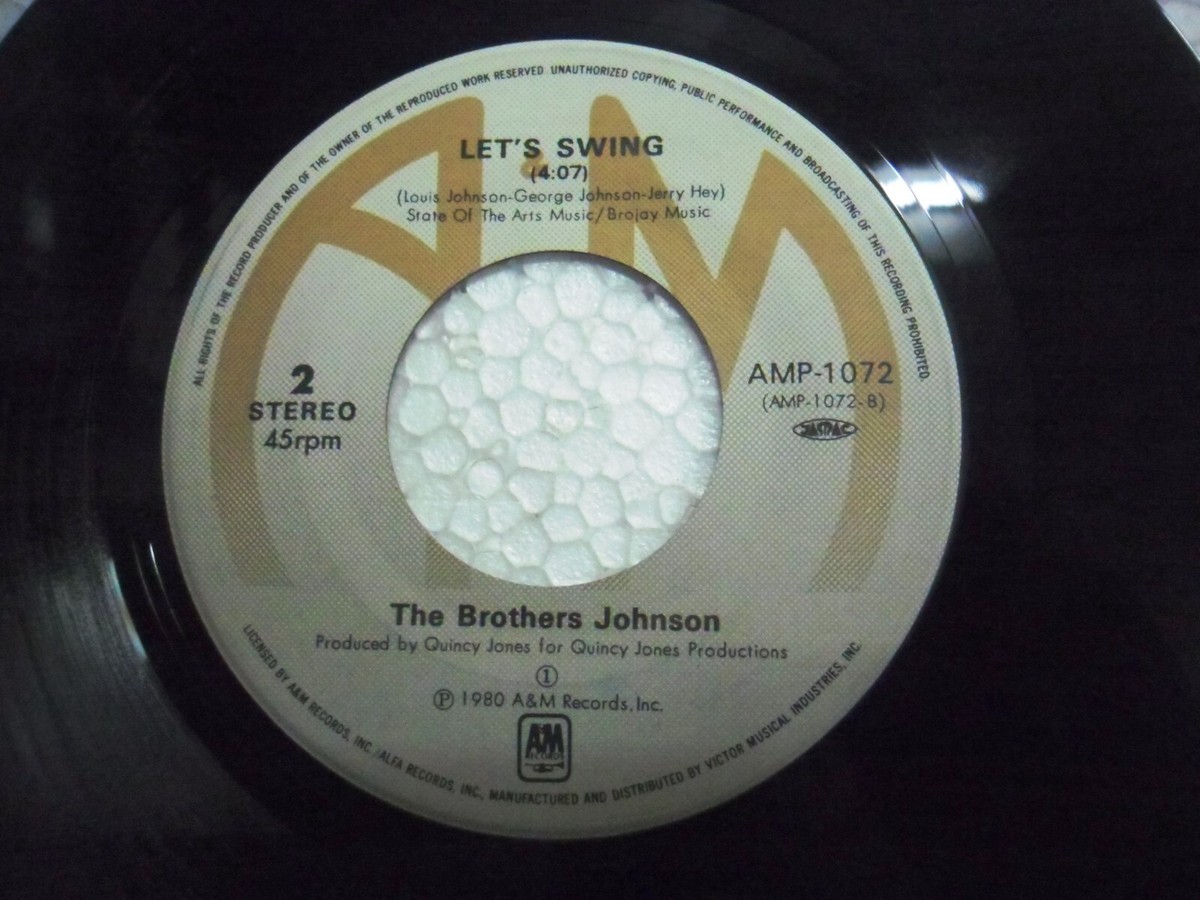 ALL RIGHTS OF THE RECORD PRODUCER AND OF THE OWNER OF THE REPRODUCED WORK RESERVED. UNAUTHORIZED COPYING, PUBLIC PERFORMANCE AND BROADCASTING OF THIS RECORDING PROHIBITED.
LET'S SWING
(4:07)
(Louis Johnson-George Johnson-Jerry Hey)
State Of The Arts Music/Brojay Music
2
STEREO
45rpm
AMP-1072
(AMP-1072-B)
JASRAC
The Brothers Johnson
Produced by Quincy Jones for Quincy Jones Productions
①
Ⓟ 1980 A&M Records, Inc.
A&M
RECORDS
LICENSED BY A&M RECORDS, INC./ALFA RECORDS, INC., MANUFACTURED AND DISTRIBUTED BY VICTOR MUSICAL INDUSTRIES, INC.